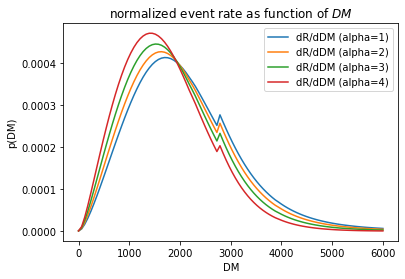 normalized event rate as function of DM
dR/dDM (alpha=1)
dR/dDM (alpha=2)
dR/dDM (alpha=3)
dR/dDM (alpha=4)
p(DM)
0.0004
0.0003
0.0002
0.0001
0.0000
0 1000 2000 3000 4000 5000 6000
DM